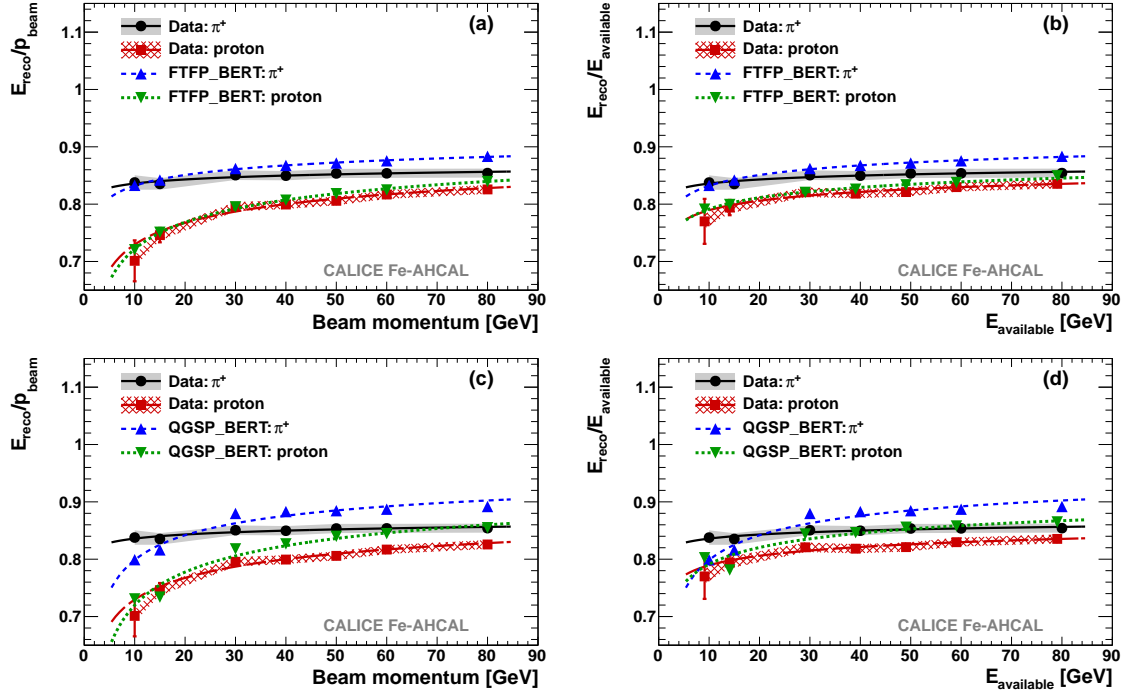 (a)
E_reco/p_beam
Data: π⁺
Data: proton
FTFP_BERT: π⁺
FTFP_BERT: proton
1.1
1
0.9
0.8
0.7
CALICE Fe-AHCAL
0 10 20 30 40 50 60 70 80 90
Beam momentum [GeV]
(b)
E_reco/E_available
Data: π⁺
Data: proton
FTFP_BERT: π⁺
FTFP_BERT: proton
1.1
1
0.9
0.8
0.7
CALICE Fe-AHCAL
0 10 20 30 40 50 60 70 80 90
E_available [GeV]
(c)
E_reco/p_beam
Data: π⁺
Data: proton
QGSP_BERT: π⁺
QGSP_BERT: proton
1.1
1
0.9
0.8
0.7
CALICE Fe-AHCAL
0 10 20 30 40 50 60 70 80 90
Beam momentum [GeV]
(d)
E_reco/E_available
Data: π⁺
Data: proton
QGSP_BERT: π⁺
QGSP_BERT: proton
1.1
1
0.9
0.8
0.7
CALICE Fe-AHCAL
0 10 20 30 40 50 60 70 80 90
E_available [GeV]